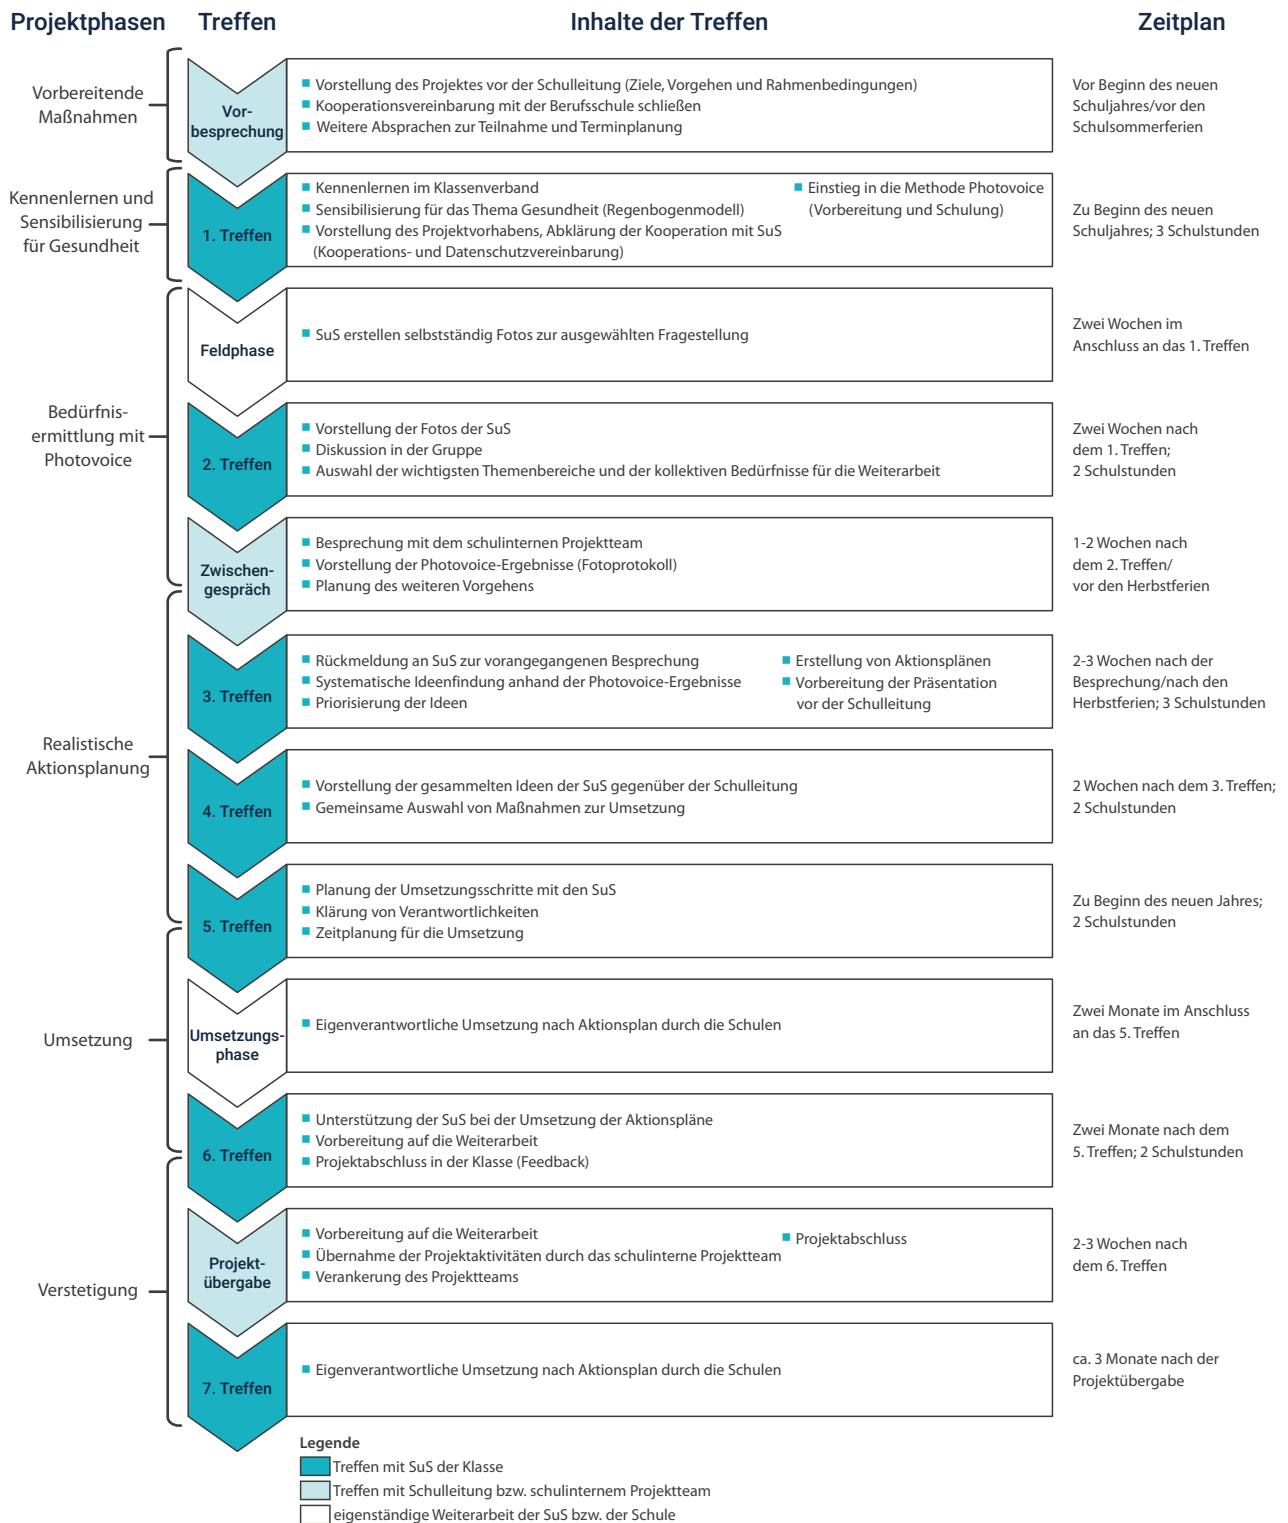 Projektphasen Treffen Inhalte der Treffen Zeitplan
Vorbereitende
Maßnahmen
Vor-
besprechung
Vorstellung des Projektes vor der Schulleitung (Ziele, Vorgehen und Rahmenbedingungen)
Kooperationsvereinbarung mit der Berufsschule schließen
Weitere Absprachen zur Teilnahme und Terminplanung
Vor Beginn des neuen
Schuljahres/vor den
Schulsommerferien
Kennenlernen und
Sensibilisierung
für Gesundheit
1. Treffen
Kennenlernen im Klassenverband
Sensibilisierung für das Thema Gesundheit (Regenbogenmodell)
Vorstellung des Projektvorhabens, Abklärung der Kooperation mit SuS
(Kooperations- und Datenschutzvereinbarung)
Einstieg in die Methode Photovoice
(Vorbereitung und Schulung)
Zu Beginn des neuen
Schuljahres; 3 Schulstunden
Bedürfnis-
ermittlung mit
Photovoice
Feldphase
SuS erstellen selbstständig Fotos zur ausgewählten Fragestellung
Zwei Wochen im
Anschluss an das 1. Treffen
2. Treffen
Vorstellung der Fotos der SuS
Diskussion in der Gruppe
Auswahl der wichtigsten Themenbereiche und der kollektiven Bedürfnisse für die Weiterarbeit
Zwei Wochen nach
dem 1. Treffen;
2 Schulstunden
Zwischen-
gespräch
Besprechung mit dem schulinternen Projektteam
Vorstellung der Photovoice-Ergebnisse (Fotoprotokoll)
Planung des weiteren Vorgehens
1-2 Wochen nach
dem 2. Treffen/
vor den Herbstferien
Realistische
Aktionsplanung
3. Treffen
Rückmeldung an SuS zur vorangegangenen Besprechung
Systematische Ideenfindung anhand der Photovoice-Ergebnisse
Priorisierung der Ideen
Erstellung von Aktionsplänen
Vorbereitung der Präsentation
vor der Schulleitung
2-3 Wochen nach der
Besprechung/nach den
Herbstferien; 3 Schulstunden
4. Treffen
Vorstellung der gesammelten Ideen der SuS gegenüber der Schulleitung
Gemeinsame Auswahl von Maßnahmen zur Umsetzung
2 Wochen nach dem 3. Treffen;
2 Schulstunden
5. Treffen
Planung der Umsetzungsschritte mit den SuS
Klärung von Verantwortlichkeiten
Zeitplanung für die Umsetzung
Zu Beginn des neuen Jahres;
2 Schulstunden
Umsetzung
Umsetzungs-
phase
Eigenverantwortliche Umsetzung nach Aktionsplan durch die Schulen
Zwei Monate im Anschluss
an das 5. Treffen
6. Treffen
Unterstützung der SuS bei der Umsetzung der Aktionspläne
Vorbereitung auf die Weiterarbeit
Projektabschluss in der Klasse (Feedback)
Zwei Monate nach dem
5. Treffen; 2 Schulstunden
Verstetigung
Projekt-
übergabe
Vorbereitung auf die Weiterarbeit
Übernahme der Projektaktivitäten durch das schulinterne Projektteam
Verankerung des Projektteams
Projektabschluss
2-3 Wochen nach
dem 6. Treffen
7. Treffen
Eigenverantwortliche Umsetzung nach Aktionsplan durch die Schulen
ca. 3 Monate nach der
Projektübergabe
Legende
Treffen mit SuS der Klasse
Treffen mit Schulleitung bzw. schulinternem Projektteam
eigenständige Weiterarbeit der SuS bzw. der Schule